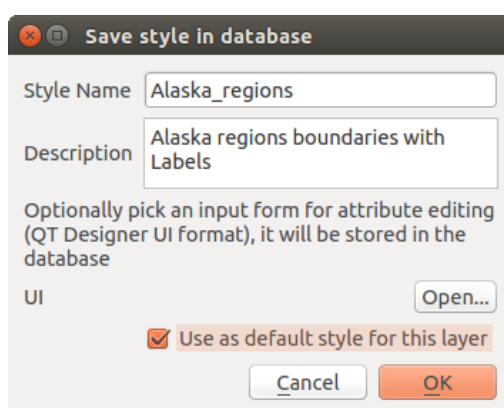 Save style in database
Style Name Alaska_regions
Description Alaska regions boundaries with
Labels
Optionally pick an input form for attribute editing
(QT Designer UI format), it will be stored in the
database
UI Open...
Use as default style for this layer
Cancel OK